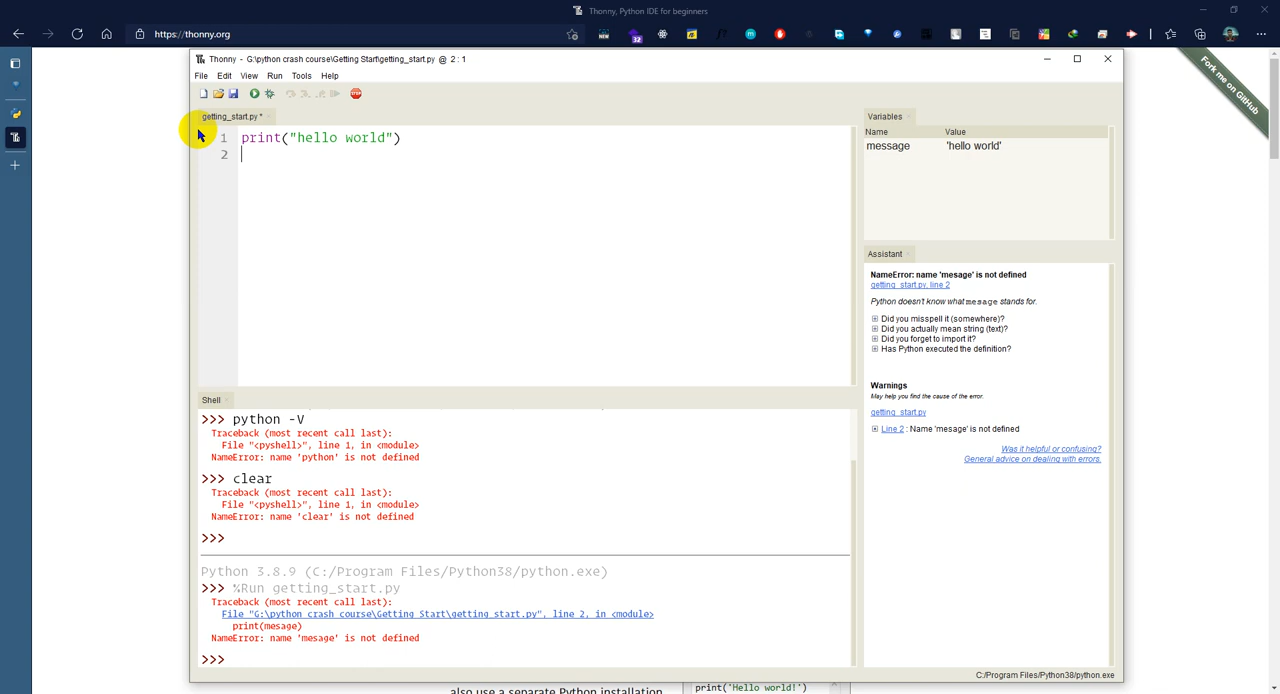 Thonny, Python IDE for beginners
https://thonny.org
32
Fork me on GitHub
Thonny - G:\python crash course\Getting Start\getting_start.py @ 2 : 1
File Edit View Run Tools Help
STOP
getting_start.py *
1 print("hello world")
2
Variables
Name Value
message 'hello world'
Assistant
NameError: name 'mesage' is not defined
getting_start.py, line 2
Python doesn't know what mesage stands for.
Did you misspell it (somewhere)?
Did you actually mean string (text)?
Did you forget to import it?
Has Python executed the definition?
Warnings
May help you find the cause of the error.
getting_start.py
Line 2 : Name 'mesage' is not defined
Was it helpful or confusing?
General advice on dealing with errors.
Shell
>>> python -V
Traceback (most recent call last):
File "<pyshell>", line 1, in <module>
NameError: name 'python' is not defined
>>> clear
Traceback (most recent call last):
File "<pyshell>", line 1, in <module>
NameError: name 'clear' is not defined
>>>
Python 3.8.9 (C:/Program Files/Python38/python.exe)
>>> %Run getting_start.py
Traceback (most recent call last):
File "G:\python crash course\Getting Start\getting_start.py", line 2, in <module>
print(mesage)
NameError: name 'mesage' is not defined
>>>
C:/Program Files/Python38/python.exe
also use a separate Python installation
print('Hello world!')